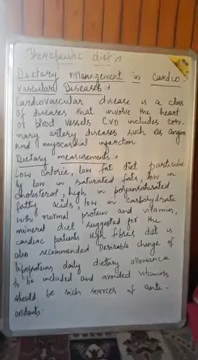 Therapeutic diet :-
Dietary management in Cardio
vascular Diseases
Cardiovascular disease is a class
of diseases that involve the heart
or blood vessels CVD includes coro-
nary artery diseases such as angina
and myocardial infarction
Dietary measurements :-
Low calories, low fat diet particular
ly low in saturated fats, low in
cholesterol, high in polyunsaturated
fatty acids, low in carbohydrate
with normal protein and vitamin,
mineral diet suggested for the
cardiac patients High fibres diet is
also recommended. Desirable change of
lipoproteins, daily dietary allowance
to be included and avoided vitamins
should be rich sources of anti-
oxidants.